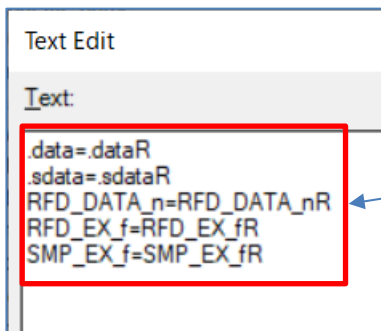 Text Edit
Text:
.data=.dataR
.sdata=.sdataR
RFD_DATA_n=RFD_DATA_nR
RFD_EX_f=RFD_EX_fR
SMP_EX_f=SMP_EX_fR